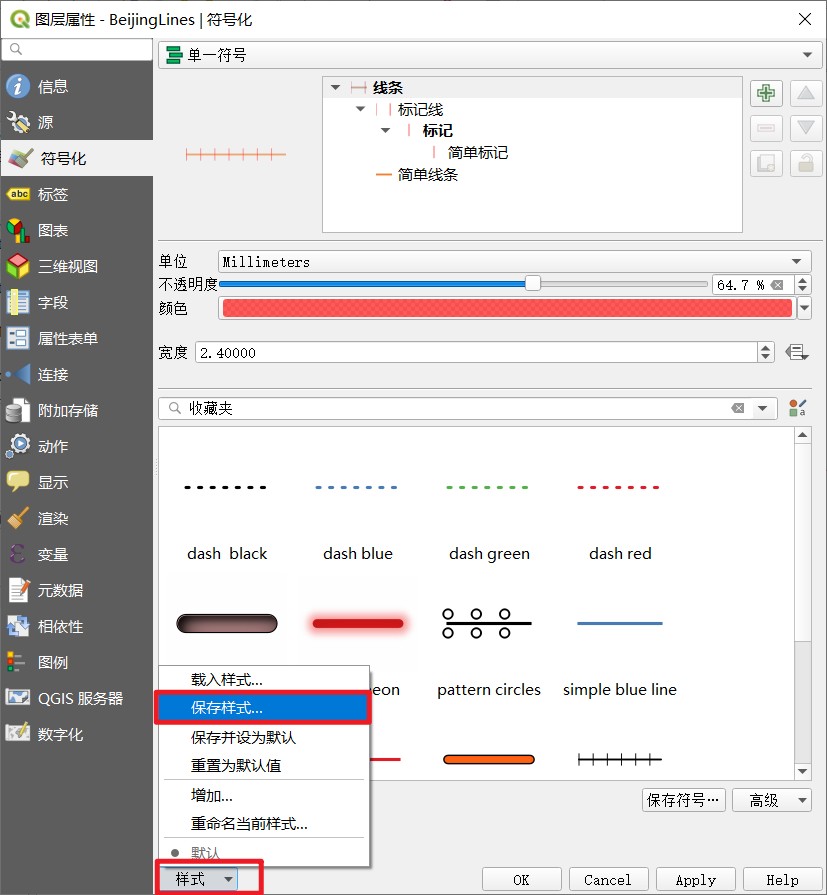 图层属性 - BeijingLines | 符号化
单一符号
信息
源
符号化
标签
图表
三维视图
字段
属性表单
连接
附加存储
动作
显示
渲染
变量
元数据
相依性
图例
QGIS 服务器
数字化
abc
线条
标记线
标记
简单标记
简单线条
单位
Millimeters
不透明度
64.7 %
颜色
宽度
2.40000
收藏夹
dash black
dash blue
dash green
dash red
eon
pattern circles
simple blue line
载入样式...
保存样式...
保存并设为默认
重置为默认值
增加...
重命名当前样式...
默认
样式
保存符号…
高级
OK
Cancel
Apply
Help